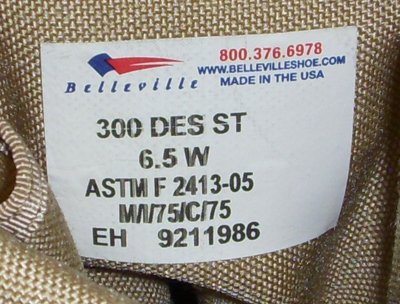 Belleville
800.376.6978
WWW.BELLEVILLESHOE.COM
MADE IN THE USA
300 DES ST
6.5 W
ASTM F 2413-05
M/I/75/C/75
EH 9211986